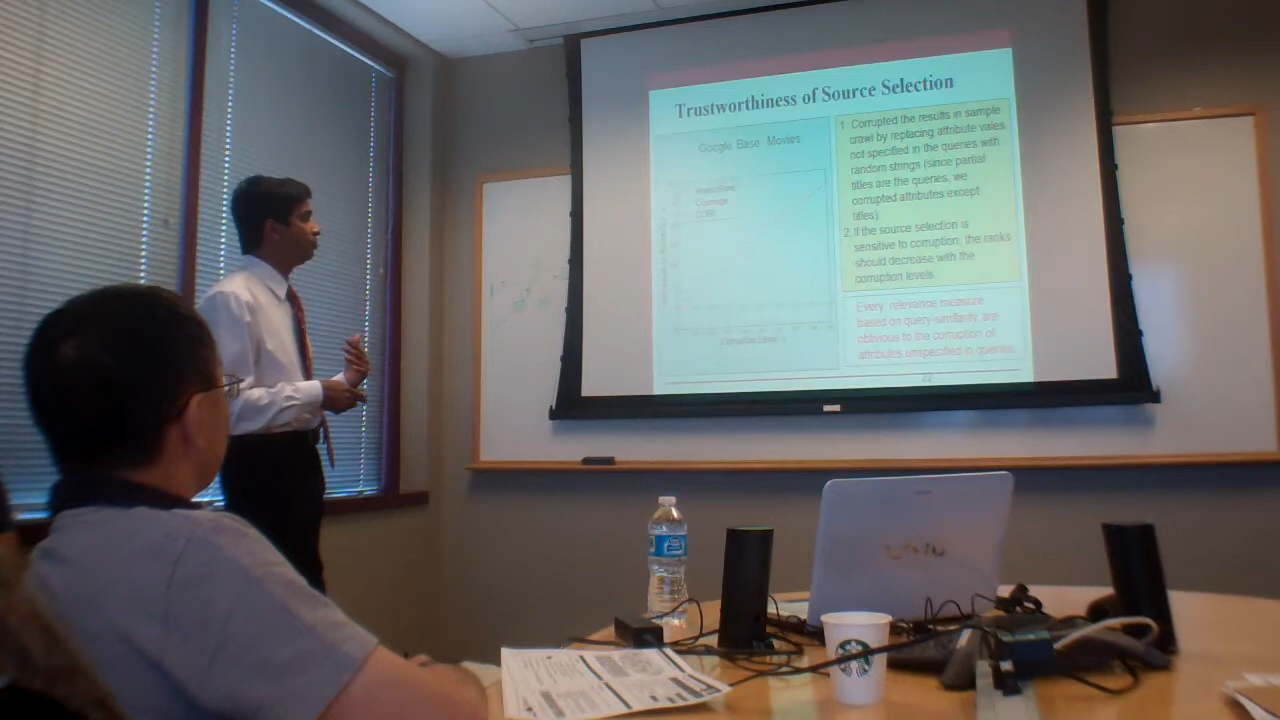 Trustworthiness of Source Selection
Google Base Movies
Coverage
CORI
1. Corrupted the results in sample
crawl by replacing attribute vales
not specified in the queries with
random strings (since partial
titles are the queries, we
corrupted attributes except
titles)
2. If the source selection is
sensitive to corruption, the ranks
should decrease with the
corruption levels.
Every relevance measure
based on query-similarity are
oblivious to the corruption of
attributes unspecified in queries.
22
VAIO